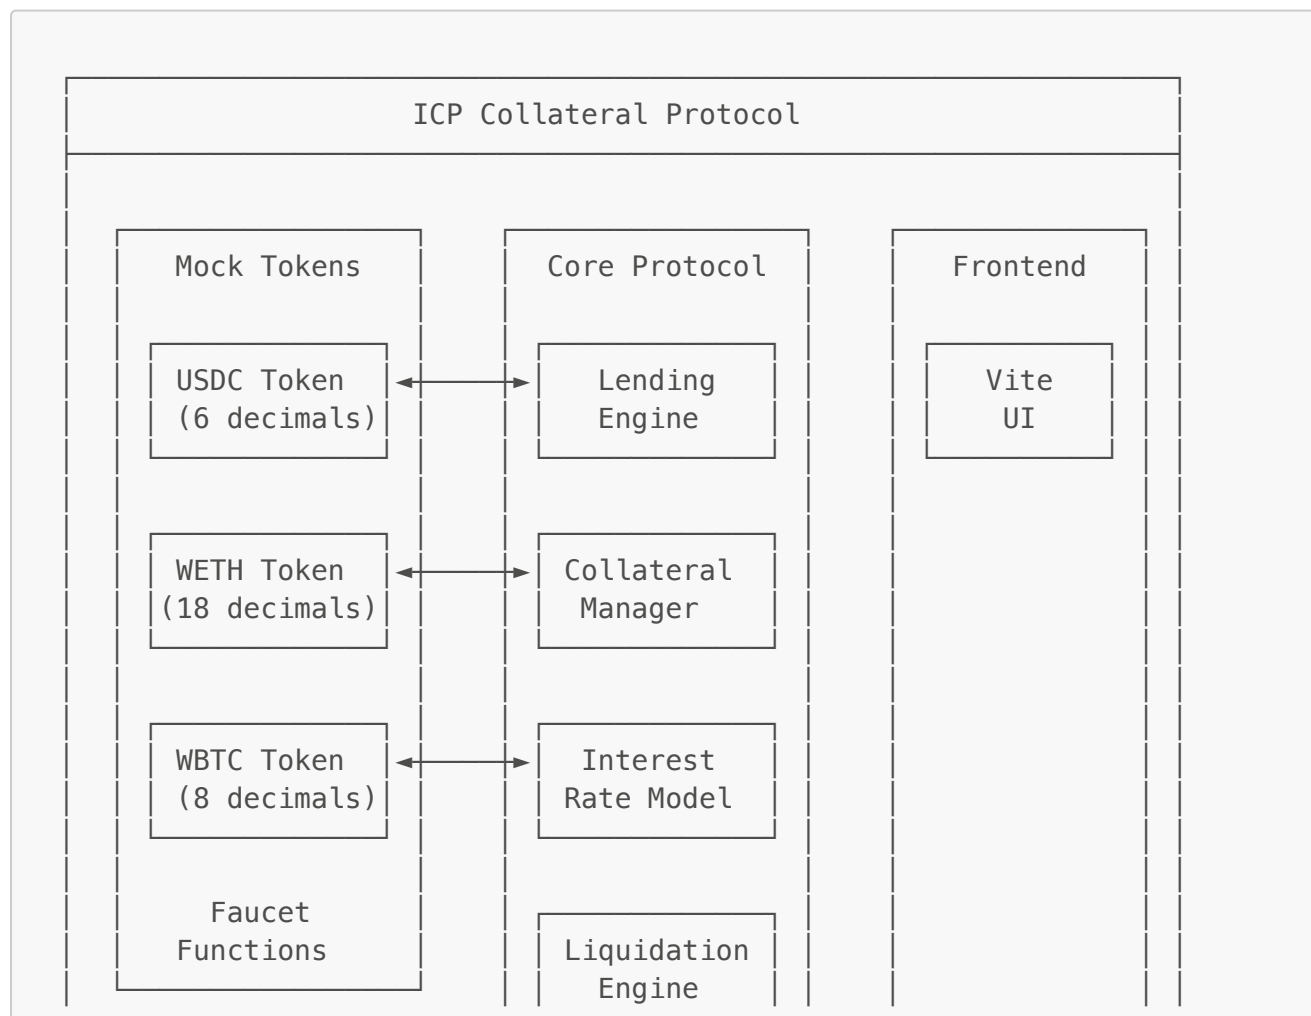 ICP Collateral Protocol
Mock Tokens Core Protocol Frontend
USDC Token Lending Vite
(6 decimals) Engine UI
WETH Token Collateral
(18 decimals) Manager
WBTC Token Interest
(8 decimals) Rate Model
Faucet
Functions Liquidation
Engine